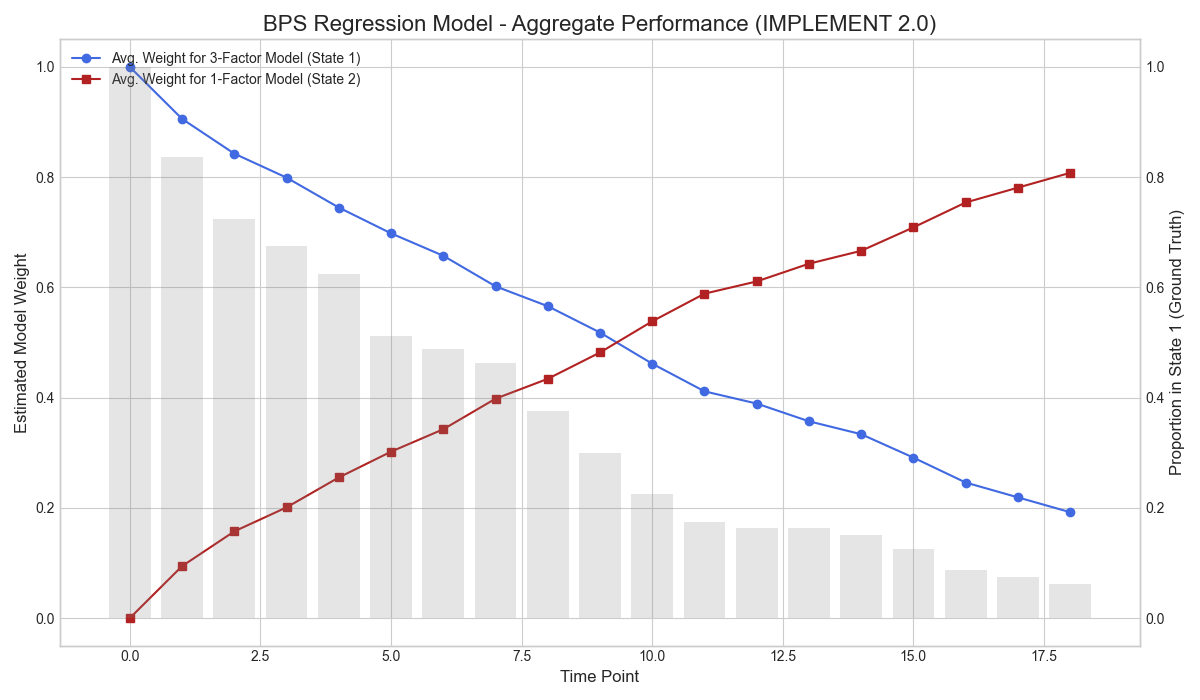 BPS Regression Model - Aggregate Performance (IMPLEMENT 2.0)
Avg. Weight for 3-Factor Model (State 1)
Avg. Weight for 1-Factor Model (State 2)
Estimated Model Weight
1.0
0.8
0.6
0.4
0.2
0.0
1.0
0.8
0.6
0.4
0.2
0.0
Proportion in State 1 (Ground Truth)
0.0 2.5 5.0 7.5 10.0 12.5 15.0 17.5
Time Point